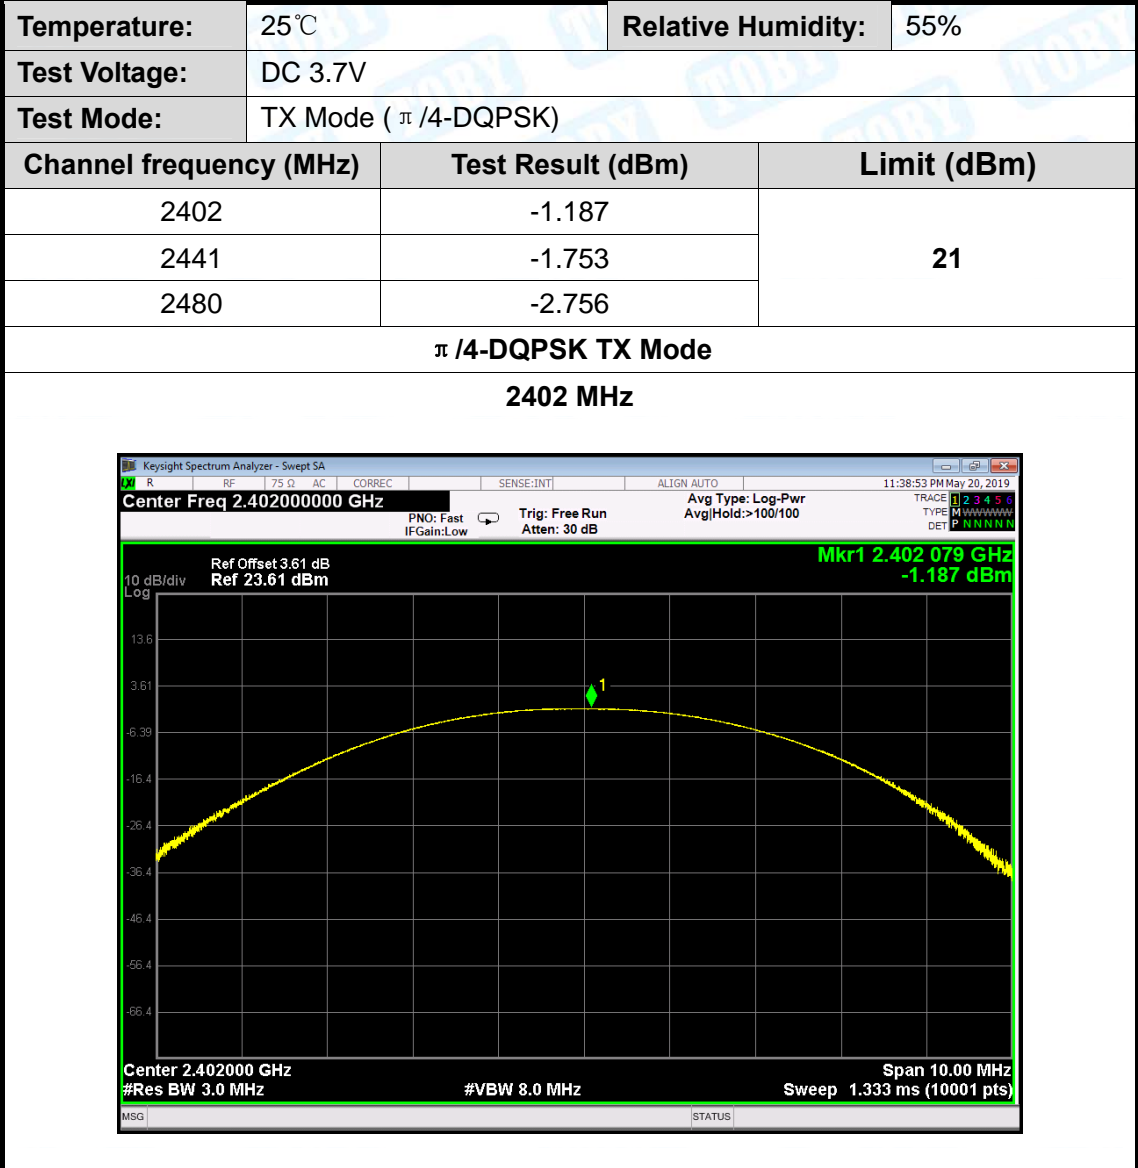 Temperature: 25℃ Relative Humidity: 55%
Test Voltage: DC 3.7V
Test Mode: TX Mode (π/4-DQPSK)
Channel frequency (MHz) Test Result (dBm) Limit (dBm)
2402 -1.187
2441 -1.753 21
2480 -2.756
π/4-DQPSK TX Mode
2402 MHz
Keysight Spectrum Analyzer - Swept SA
LXI R RF 75 Ω AC CORREC SENSE:INT ALIGN AUTO 11:38:53 PM May 20, 2019
Center Freq 2.402000000 GHz Avg Type: Log-Pwr TRACE 1 2 3 4 5 6
PNO: Fast Trig: Free Run Avg|Hold:>100/100 TYPE M WWWWW
IFGain:Low Atten: 30 dB DET P N N N N N
Mkr1 2.402 079 GHz
Ref Offset 3.61 dB
10 dB/div Ref 23.61 dBm -1.187 dBm
Log
13.6
3.61
1
-6.39
-16.4
-26.4
-36.4
-46.4
-56.4
-66.4
Center 2.402000 GHz Span 10.00 MHz
#Res BW 3.0 MHz #VBW 8.0 MHz Sweep 1.333 ms (10001 pts)
MSG STATUS
TOBY
TOBY
TOBY